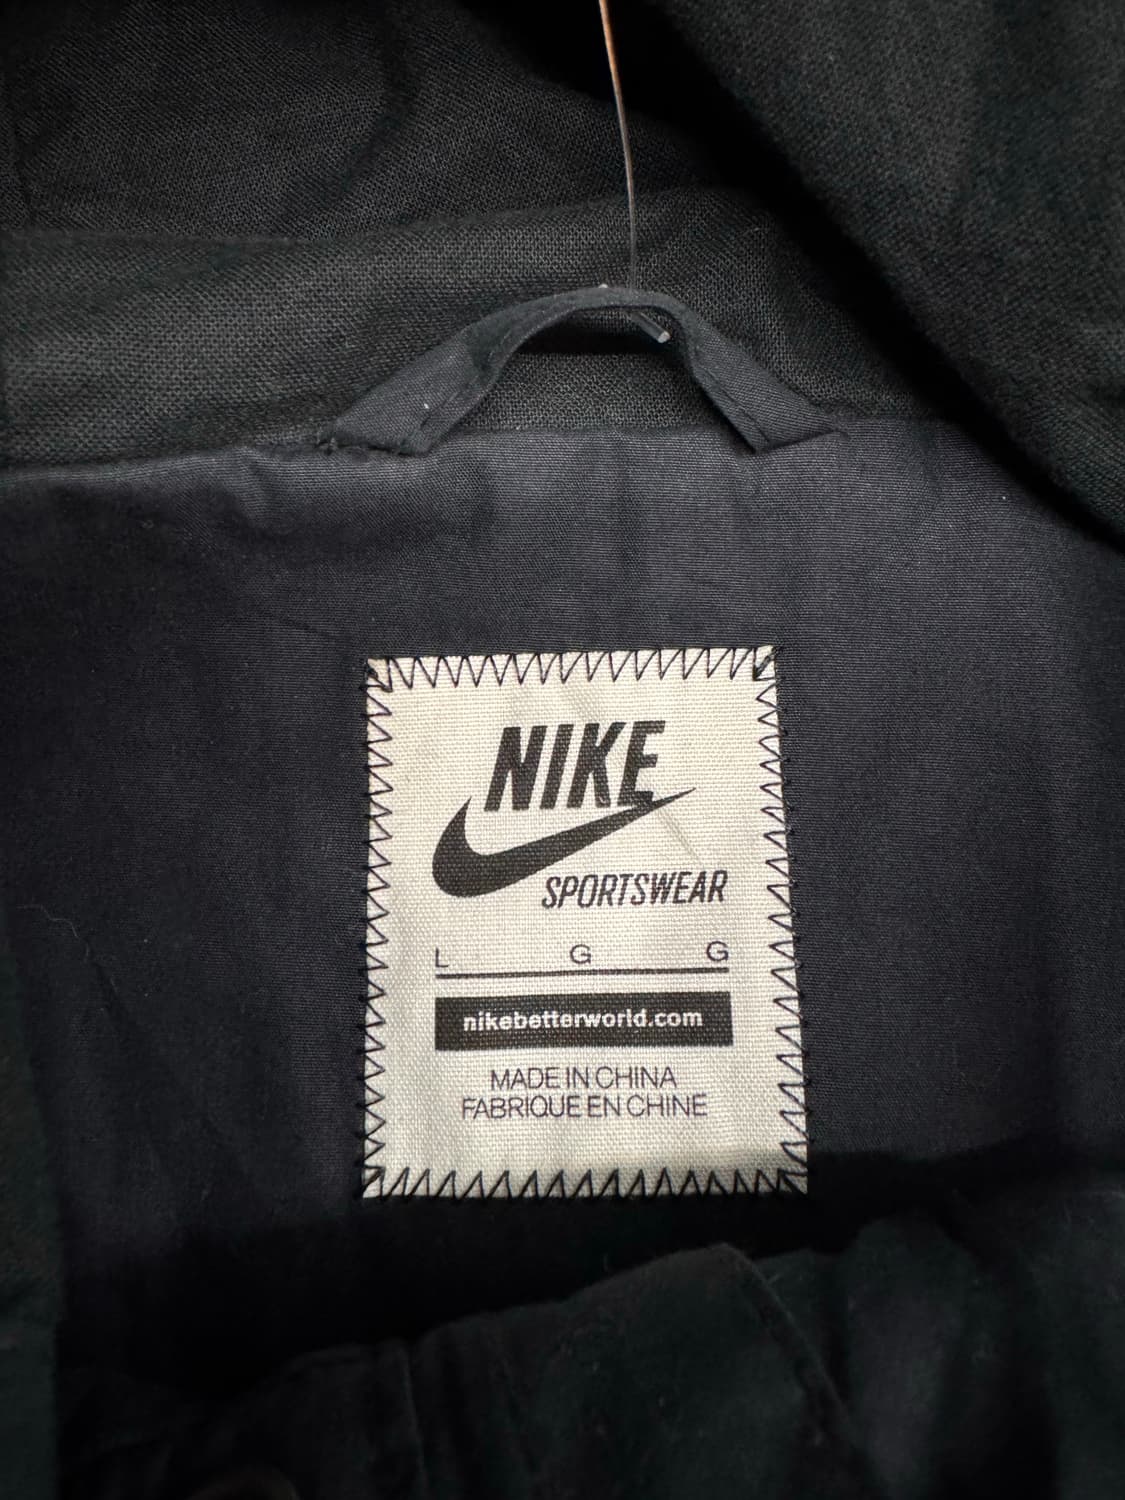 NIKE
SPORTSWEAR
L G G
nikebetterworld.com
MADE IN CHINA
FABRIQUE EN CHINE